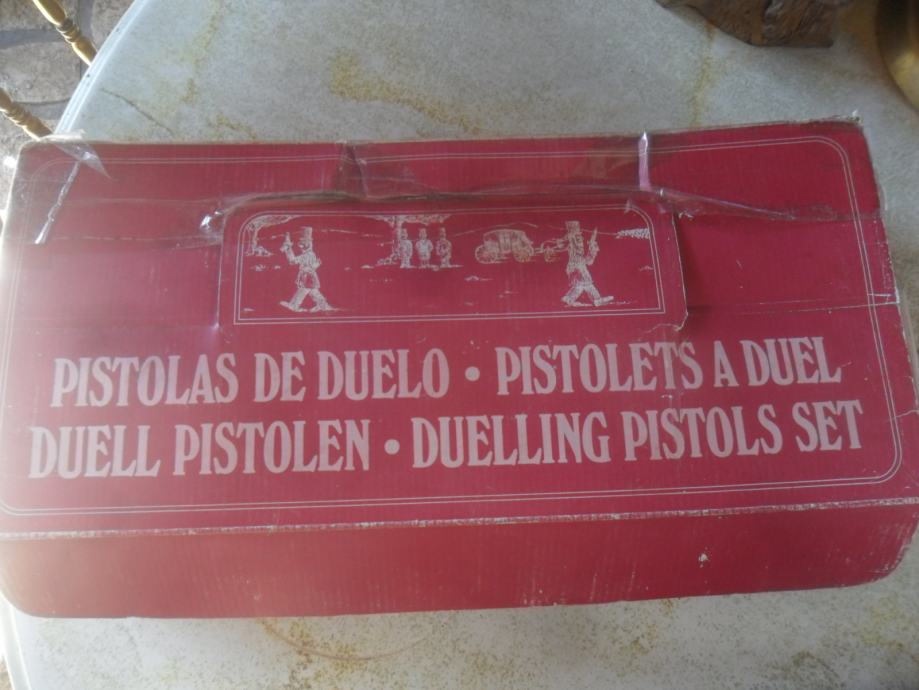 PISTOLAS DE DUELO • PISTOLETS A DUEL
DUELL PISTOLEN • DUELLING PISTOLS SET